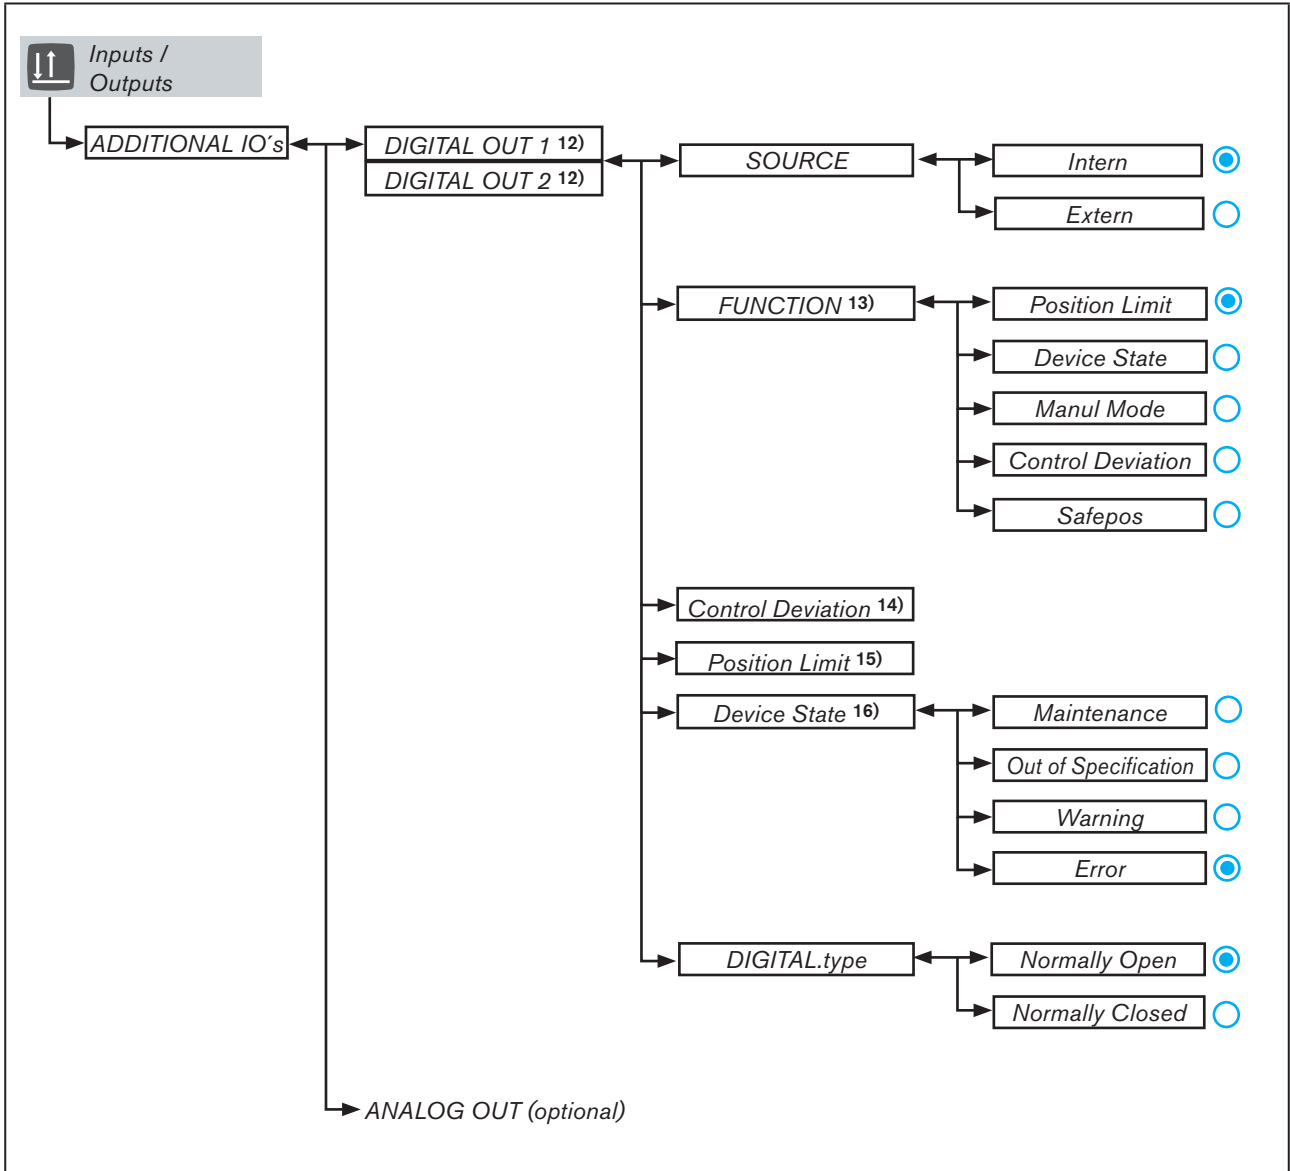 Inputs /
Outputs
ADDITIONAL IO´s
DIGITAL OUT 1 12)
DIGITAL OUT 2 12)
SOURCE
Intern
Extern
FUNCTION 13)
Position Limit
Device State
Manul Mode
Control Deviation
Safepos
Control Deviation 14)
Position Limit 15)
Device State 16)
Maintenance
Out of Specification
Warning
Error
DIGITAL.type
Normally Open
Normally Closed
ANALOG OUT (optional)